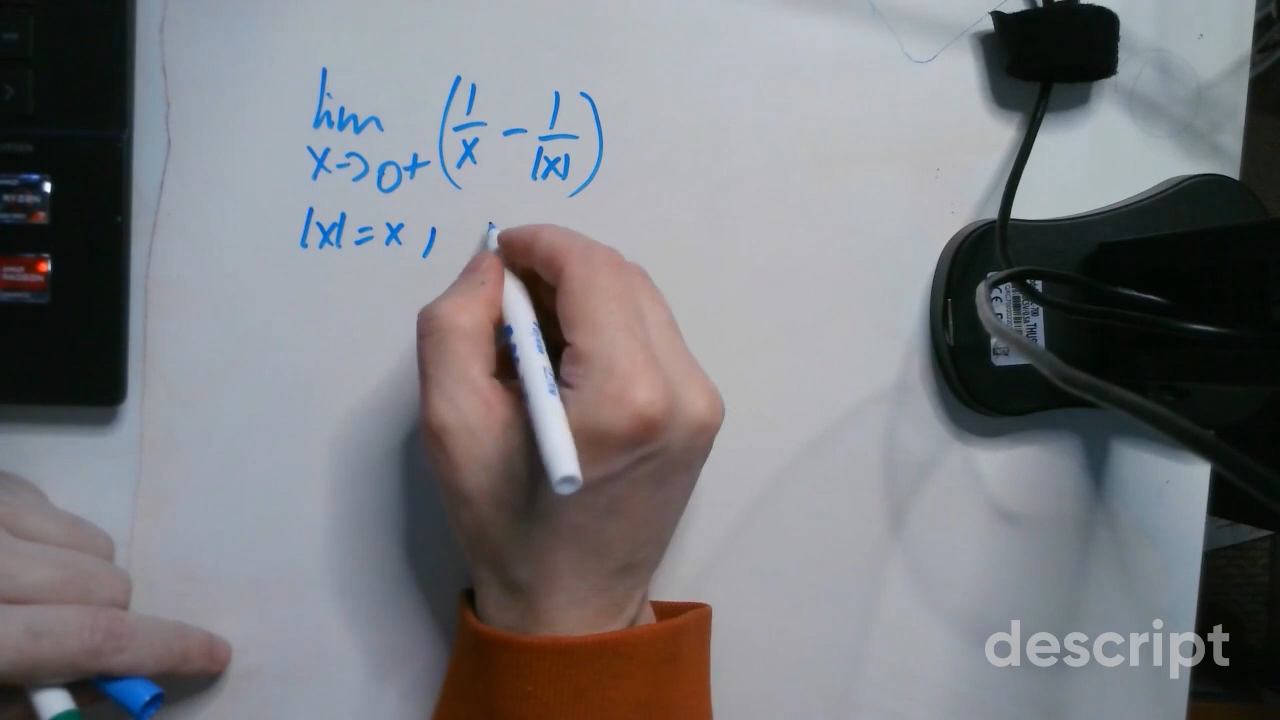 lim x→0+ (1/x - 1/|x|)
|x| = x ,
descript